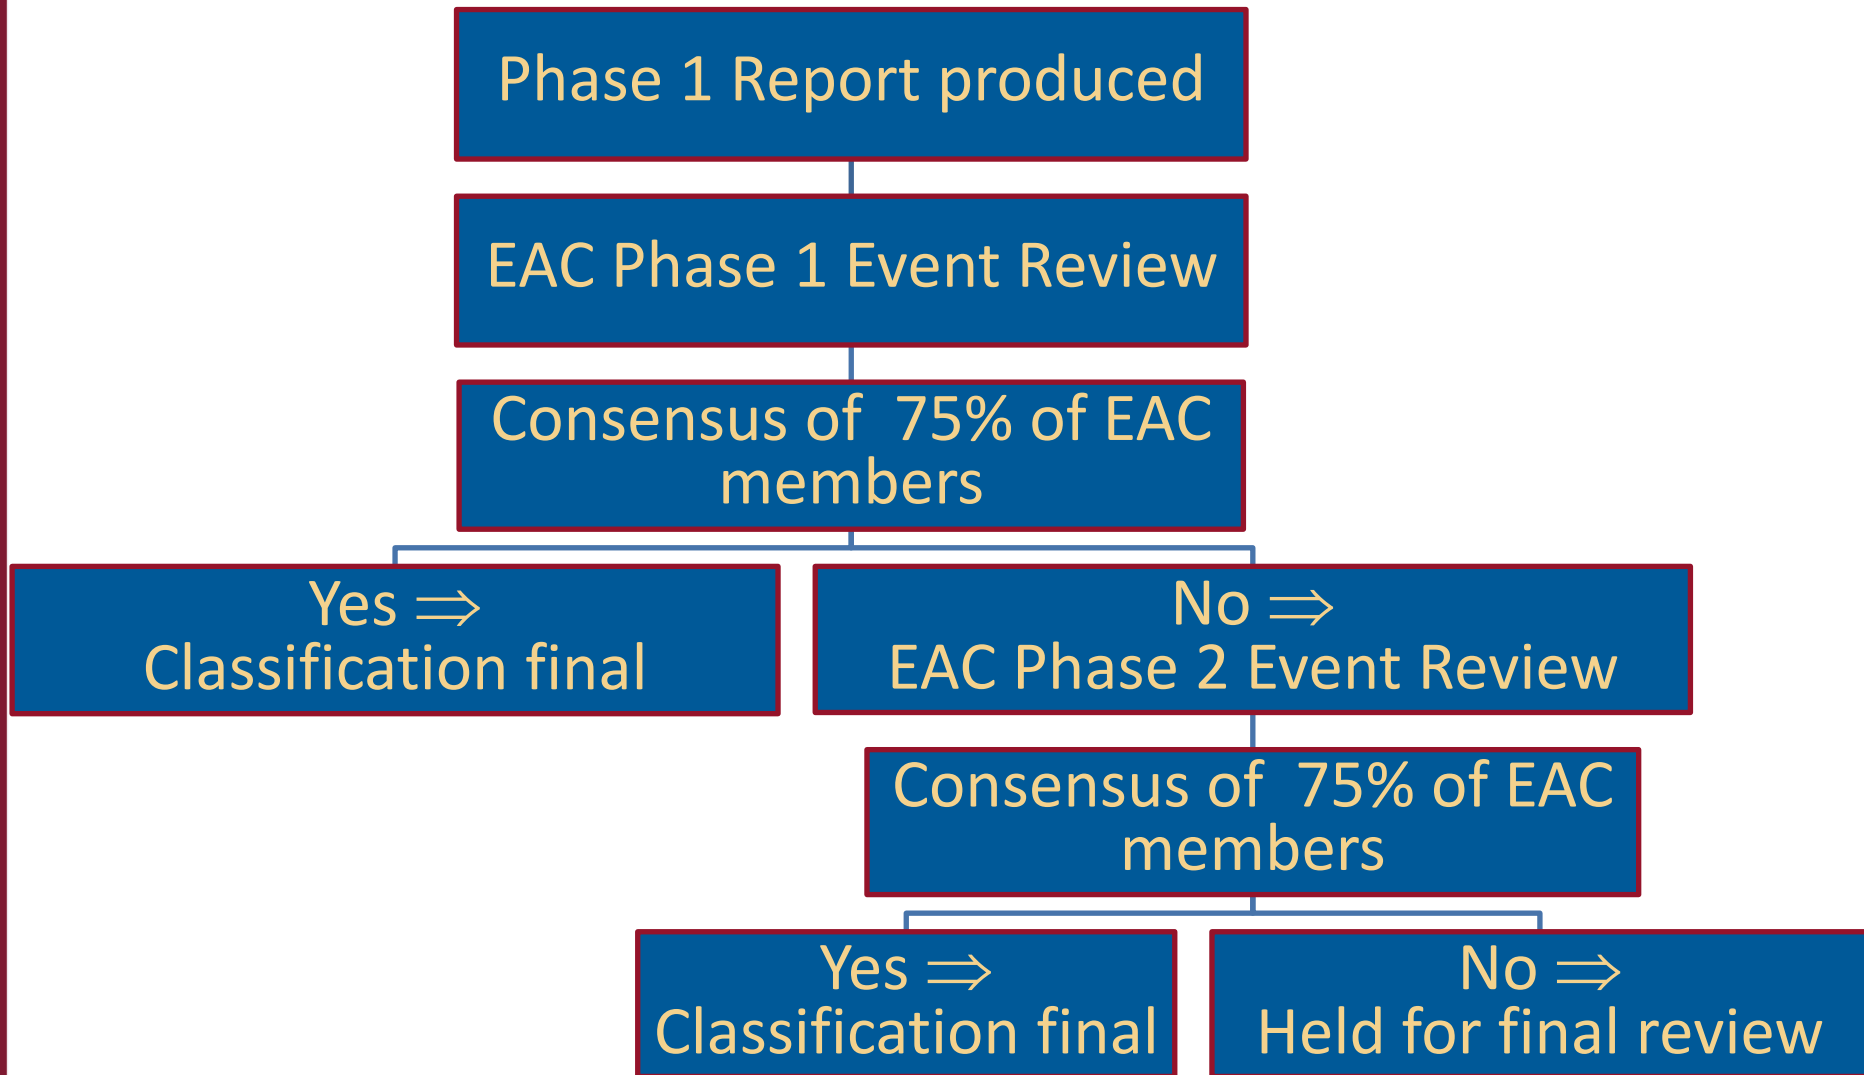 Phase 1 Report produced
EAC Phase 1 Event Review
Consensus of  75% of EAC
members
Yes ⇒
Classification final
No ⇒
EAC Phase 2 Event Review
Consensus of  75% of EAC
members
Yes ⇒
Classification final
No ⇒
Held for final review